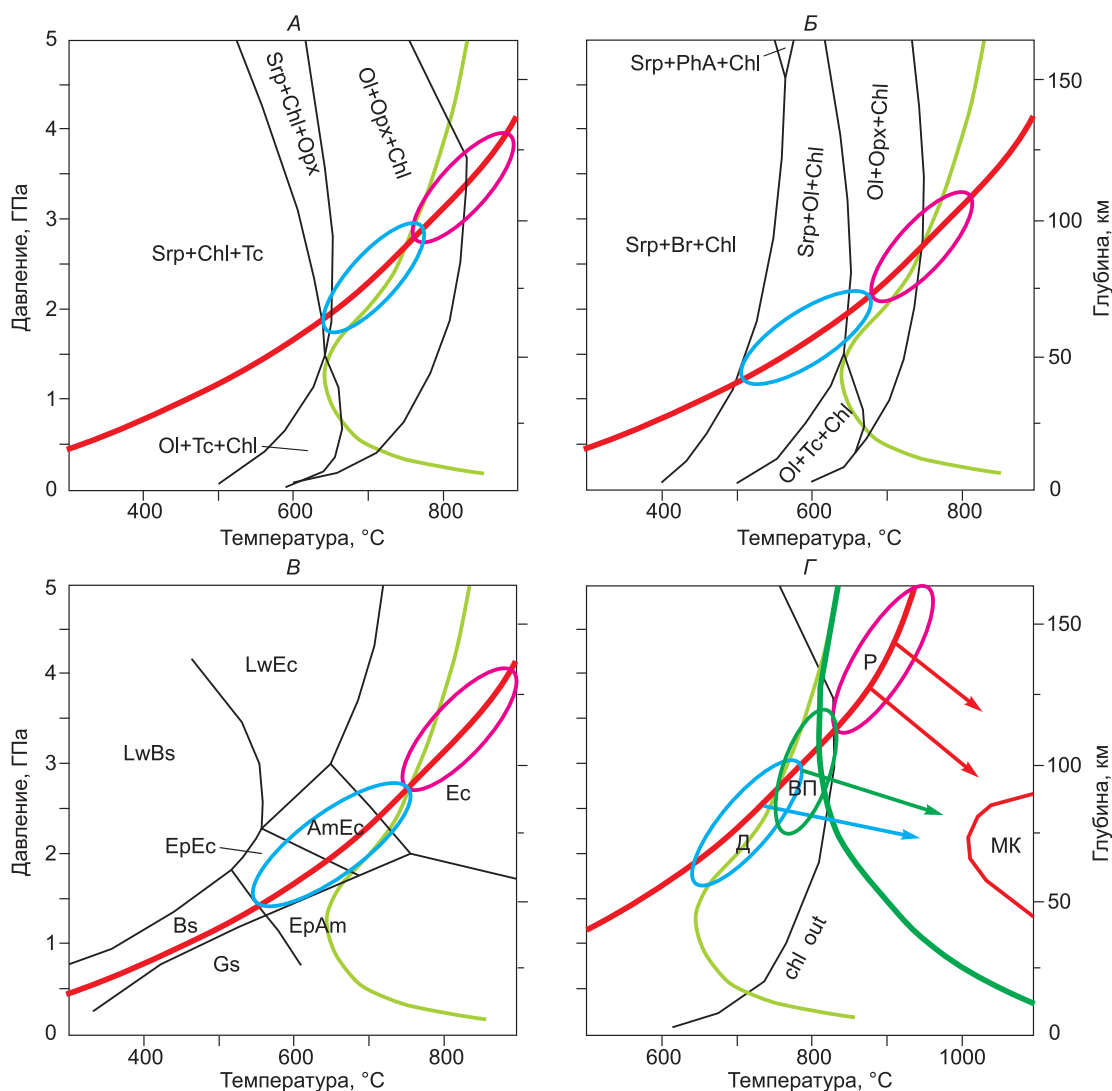 А
Б
5
4
3
2
1
0
Давление, ГПа
Srp+Chl+Opx
Ol+Opx+Chl
Srp+Chl+Tc
Ol+Tc+Chl
400
600
800
Температура, °C
Srp+PhA+Chl
Srp+Ol+Chl
Ol+Opx+Chl
Srp+Br+Chl
Ol+Tc+Chl
150
100
50
0
Глубина, км
400
600
800
Температура, °C
В
Г
5
4
3
2
1
0
Давление, ГПа
LwEc
LwBs
Ec
AmEc
EpEc
Bs
EpAm
Gs
400
600
800
Температура, °C
Р
ВП
Д
МК
chl out
150
100
50
0
Глубина, км
600
800
1000
Температура, °C